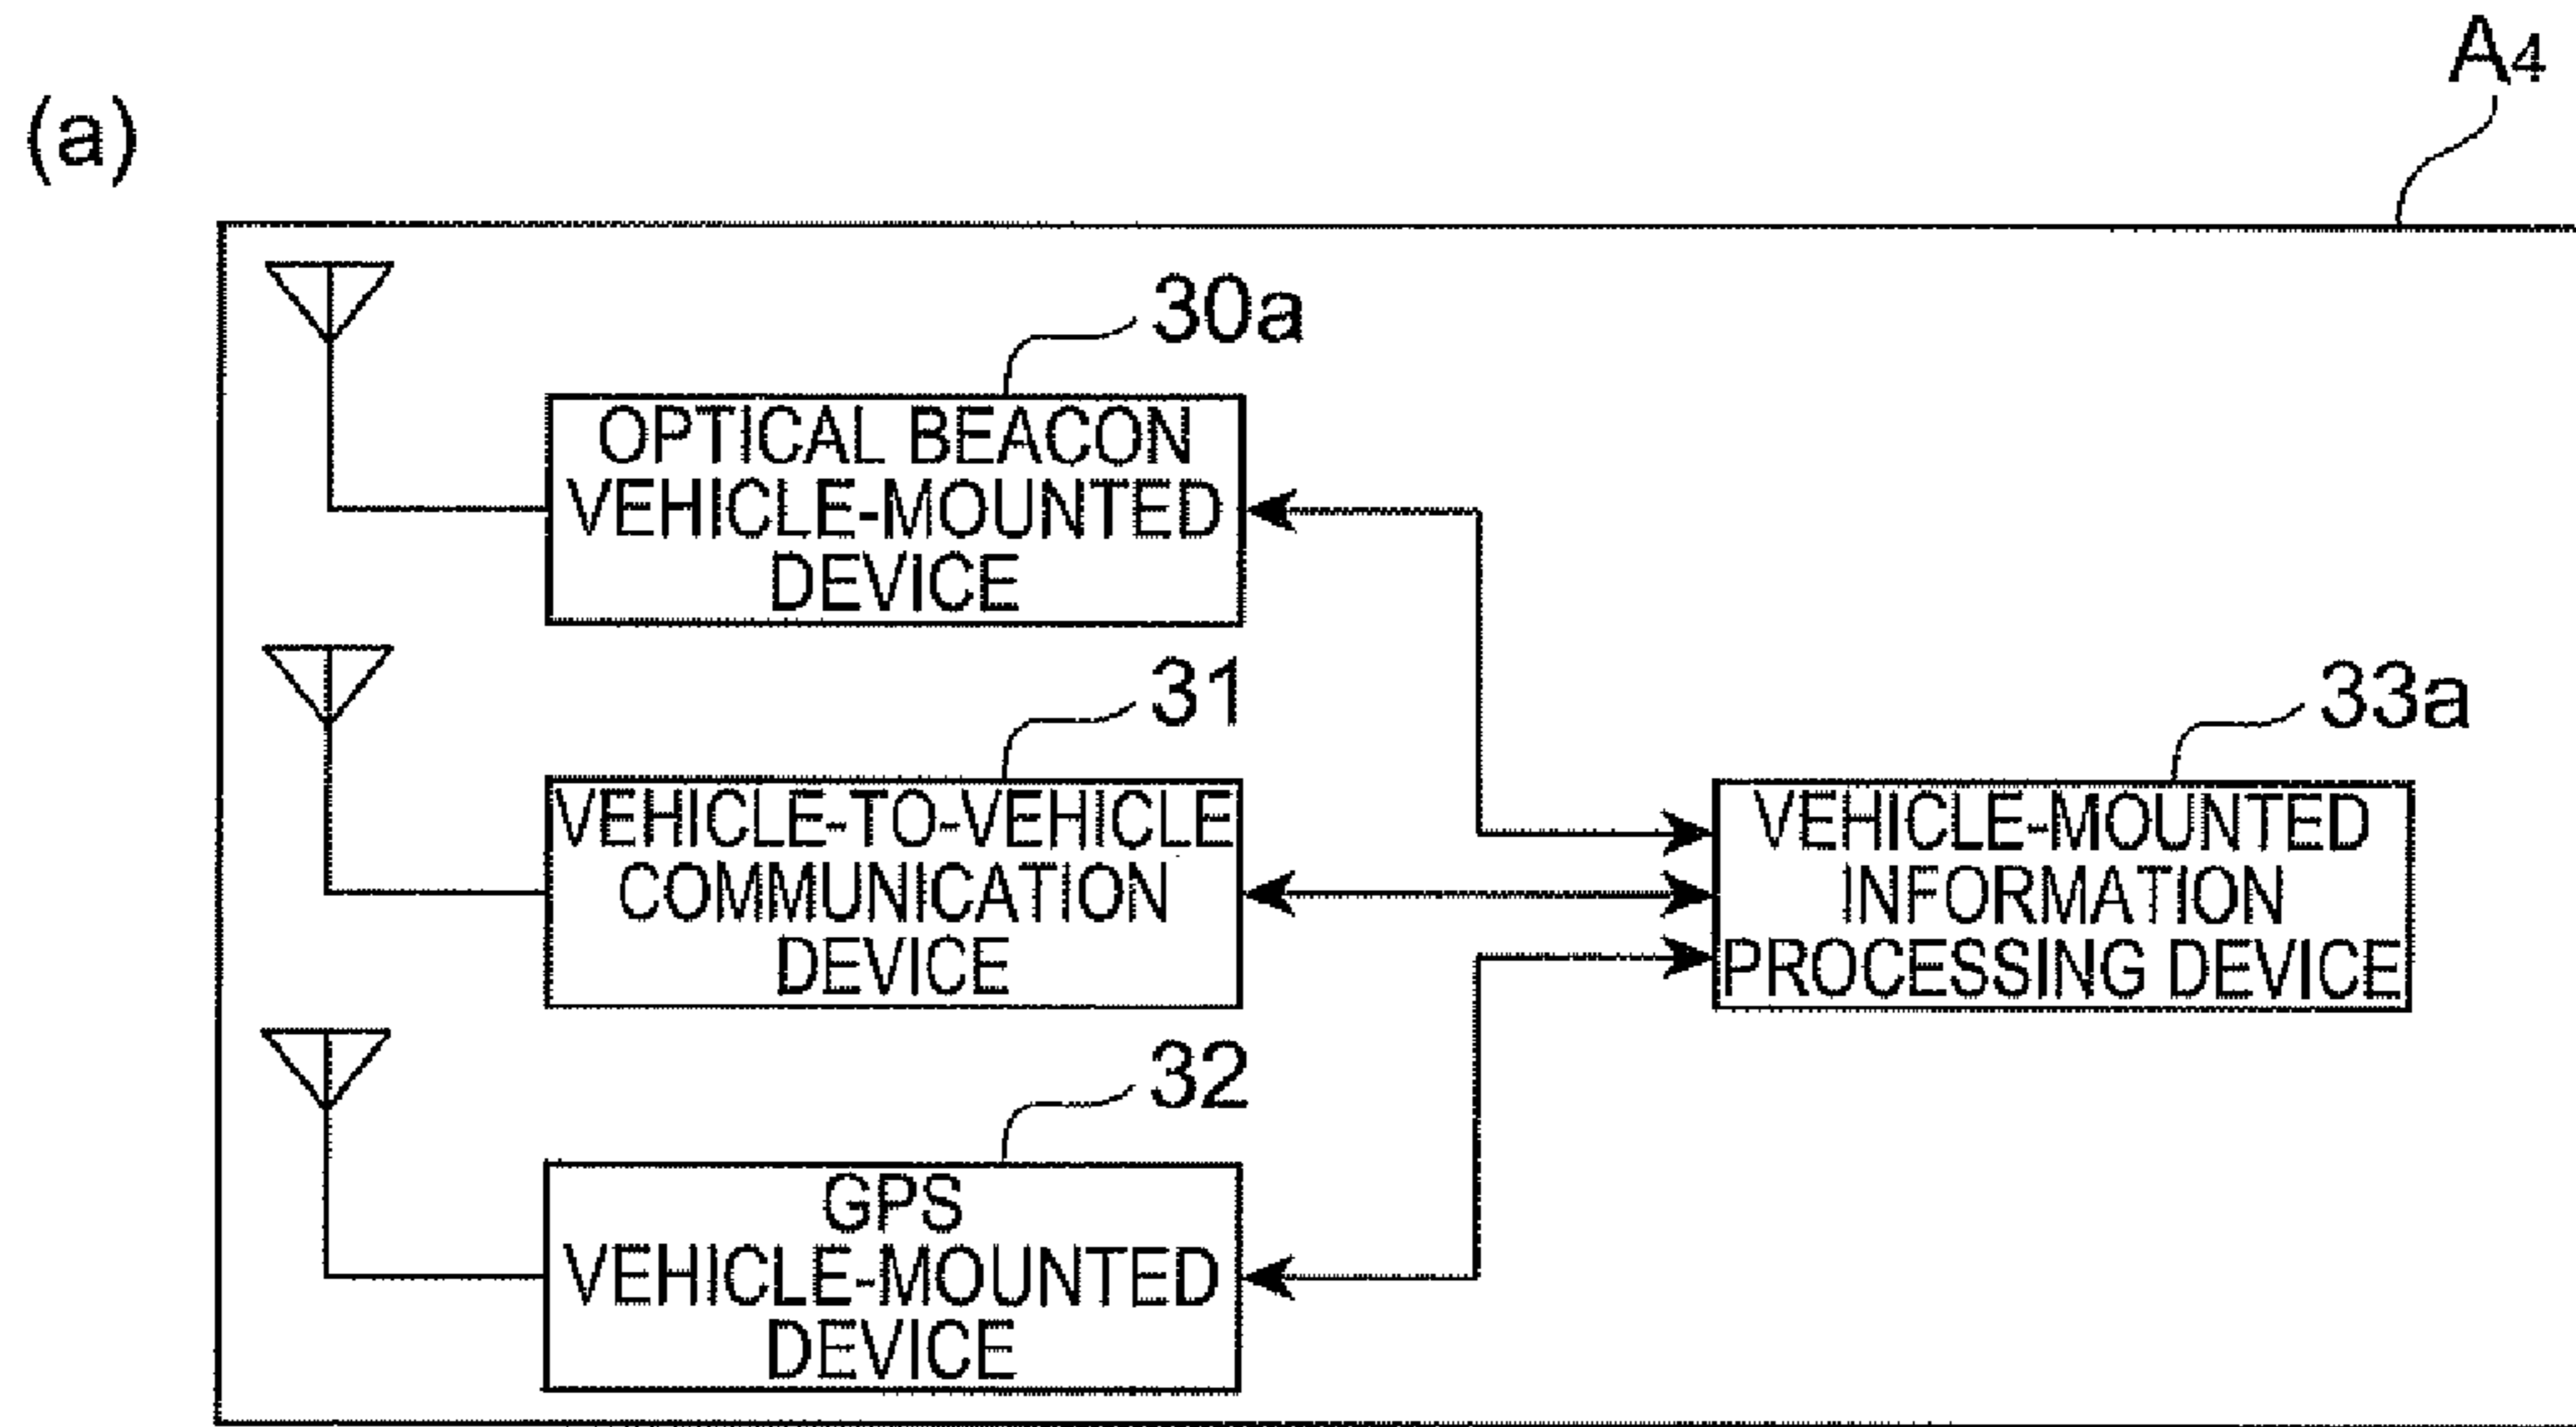 A4
(a)
30a
OPTICAL BEACON
VEHICLE-MOUNTED
DEVICE
31
VEHICLE-TO-VEHICLE
COMMUNICATION
DEVICE
33a
VEHICLE-MOUNTED
INFORMATION
PROCESSING DEVICE
32
GPS
VEHICLE-MOUNTED
DEVICE